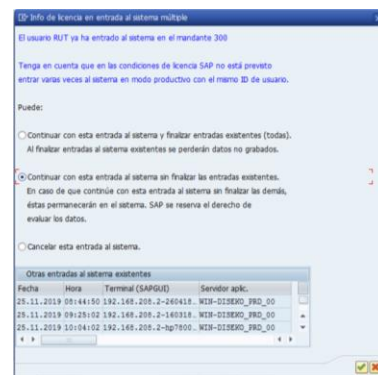 Info de licencia en entrada al sistema múltiple
El usuario RUT ya ha entrado al sistema en el mandante 300
Tenga en cuenta que en las condiciones de licencia SAP no está previsto
entrar varias veces al sistema en modo productivo con el mismo ID de usuario.
Puede:
Continuar con esta entrada al sistema y finalizar entradas existentes (todas).
Al finalizar entradas al sistema existentes se perderán datos no grabados.
Continuar con esta entrada al sistema sin finalizar las entradas existentes.
En caso de que continúe con esta entrada al sistema sin finalizar las demás,
éstas permanecerán en el sistema. SAP se reserva el derecho de
evaluar los datos.
Cancelar esta entrada al sistema.
Otras entradas al sistema existentes
Fecha Hora Terminal (SAPGUI) Servidor aplic.
25.11.2019 08:44:50 192.168.208.2-260418.. WIN-DISEKO_PRD_00
25.11.2019 09:25:02 192.168.208.2-160318.. WIN-DISEKO_PRD_00
25.11.2019 10:04:02 192.168.208.2-hp7800.. WIN-DISEKO_PRD_00